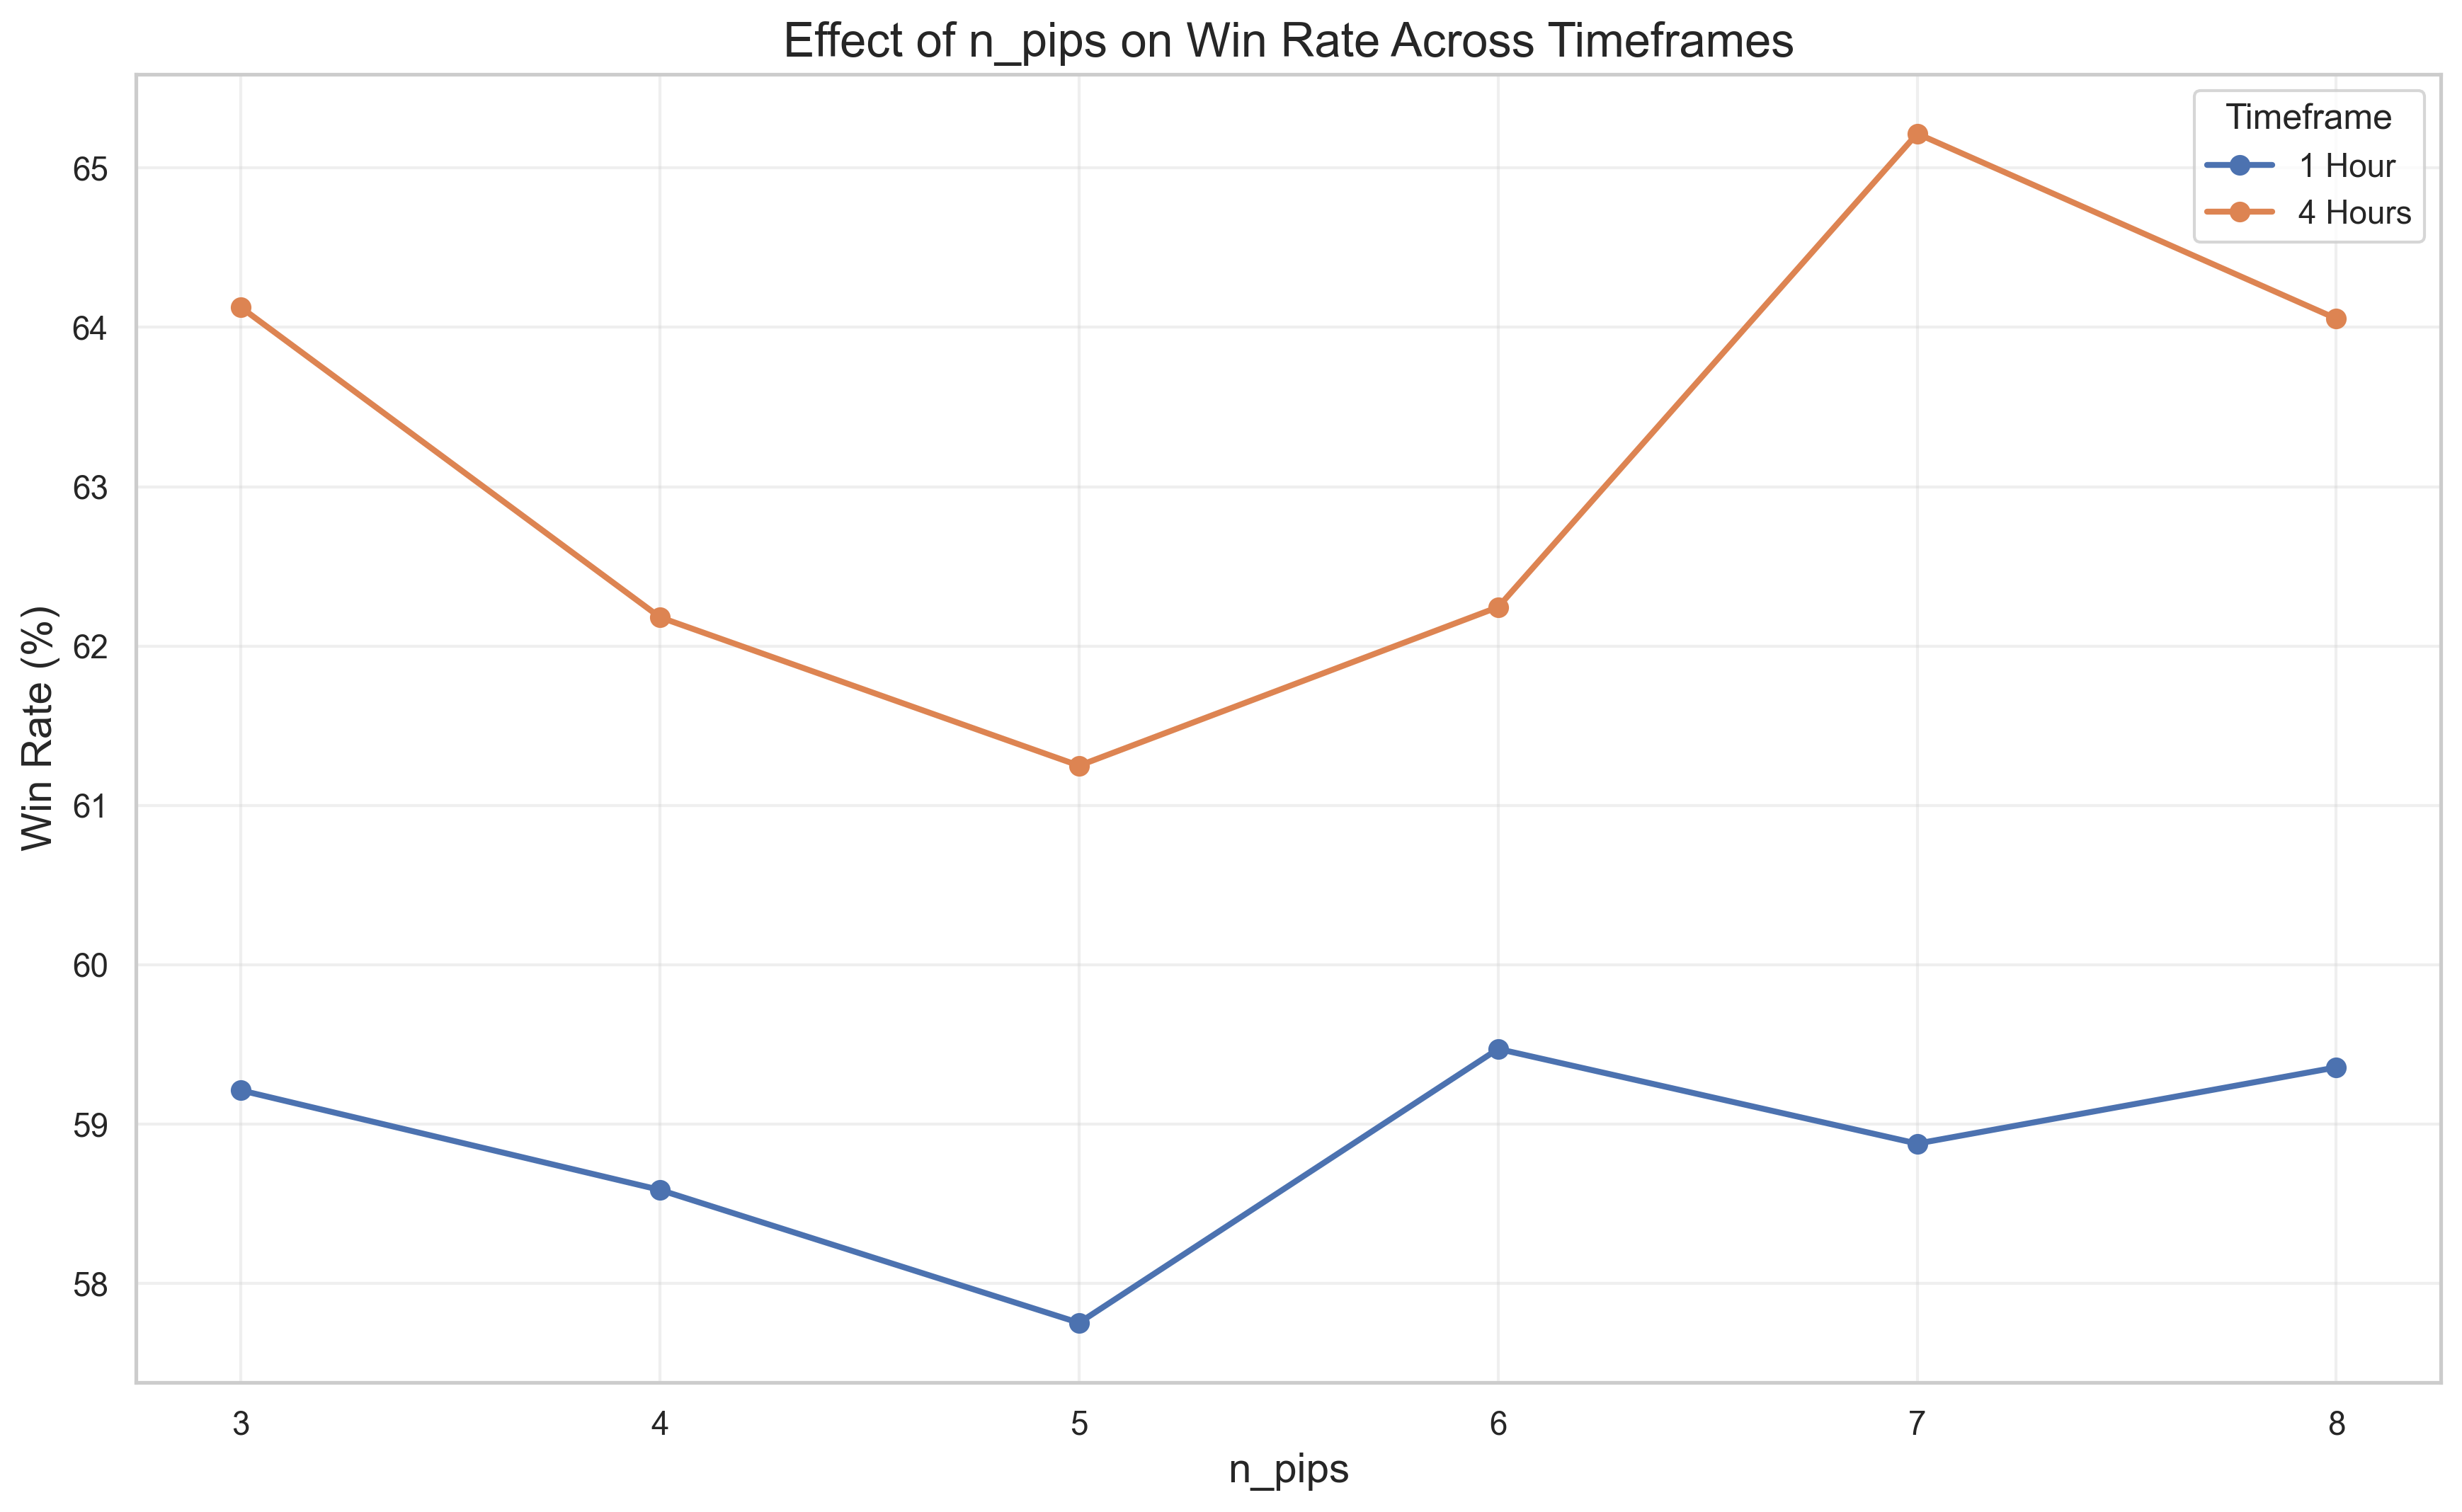 Effect of n_pips on Win Rate Across Timeframes
Timeframe
1 Hour
4 Hours
Win Rate (%)
65
64
63
62
61
60
59
58
3 4 5 6 7 8
n_pips